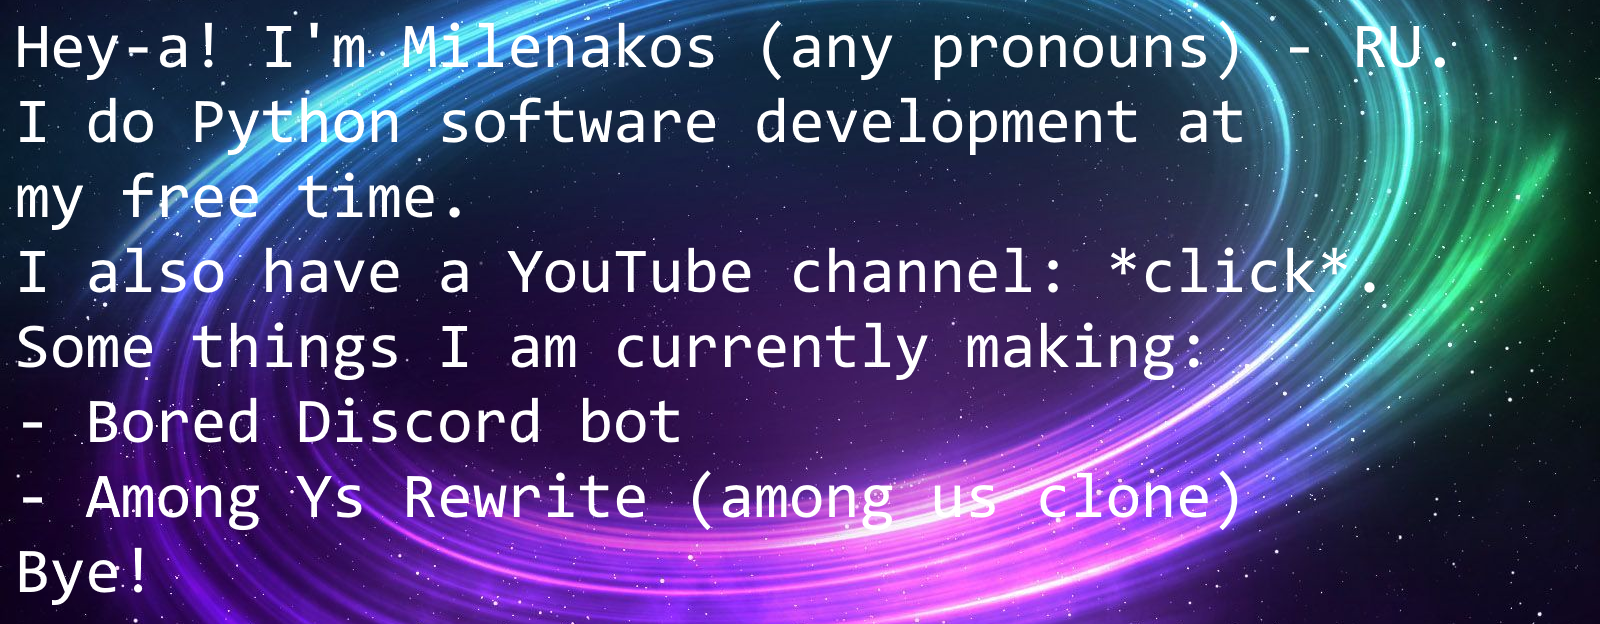 Hey-a! I'm Milenakos (any pronouns) - RU.
I do Python software development at
my free time.
I also have a YouTube channel: *click*.
Some things I am currently making:
- Bored Discord bot
- Among Ys Rewrite (among us clone)
Bye!